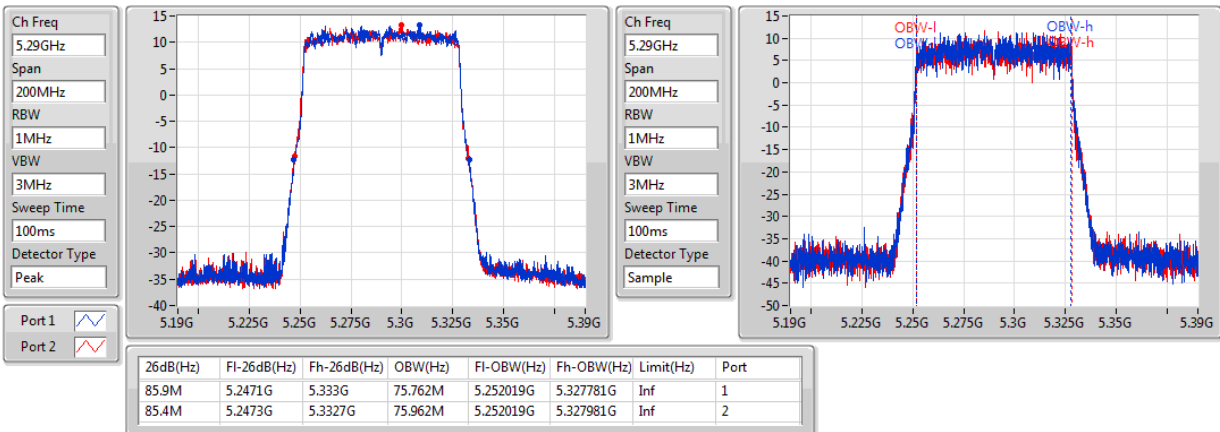 Ch Freq
5.29GHz
Span
200MHz
RBW
1MHz
VBW
3MHz
Sweep Time
100ms
Detector Type
Peak
Port 1
Port 2
15
10
5
0
-5
-10
-15
-20
-25
-30
-35
-40
5.19G 5.225G 5.25G 5.275G 5.3G 5.325G 5.35G 5.39G
Ch Freq
5.29GHz
Span
200MHz
RBW
1MHz
VBW
3MHz
Sweep Time
100ms
Detector Type
Sample
15
10
5
0
-5
-10
-15
-20
-25
-30
-35
-40
-45
-50
OBW-l OBW-h
OBW-l OBW-h
5.19G 5.225G 5.25G 5.275G 5.3G 5.325G 5.35G 5.39G
26dB(Hz) Fl-26dB(Hz) Fh-26dB(Hz) OBW(Hz) Fl-OBW(Hz) Fh-OBW(Hz) Limit(Hz) Port
85.9M 5.2471G 5.333G 75.762M 5.252019G 5.327781G Inf 1
85.4M 5.2473G 5.3327G 75.962M 5.252019G 5.327981G Inf 2